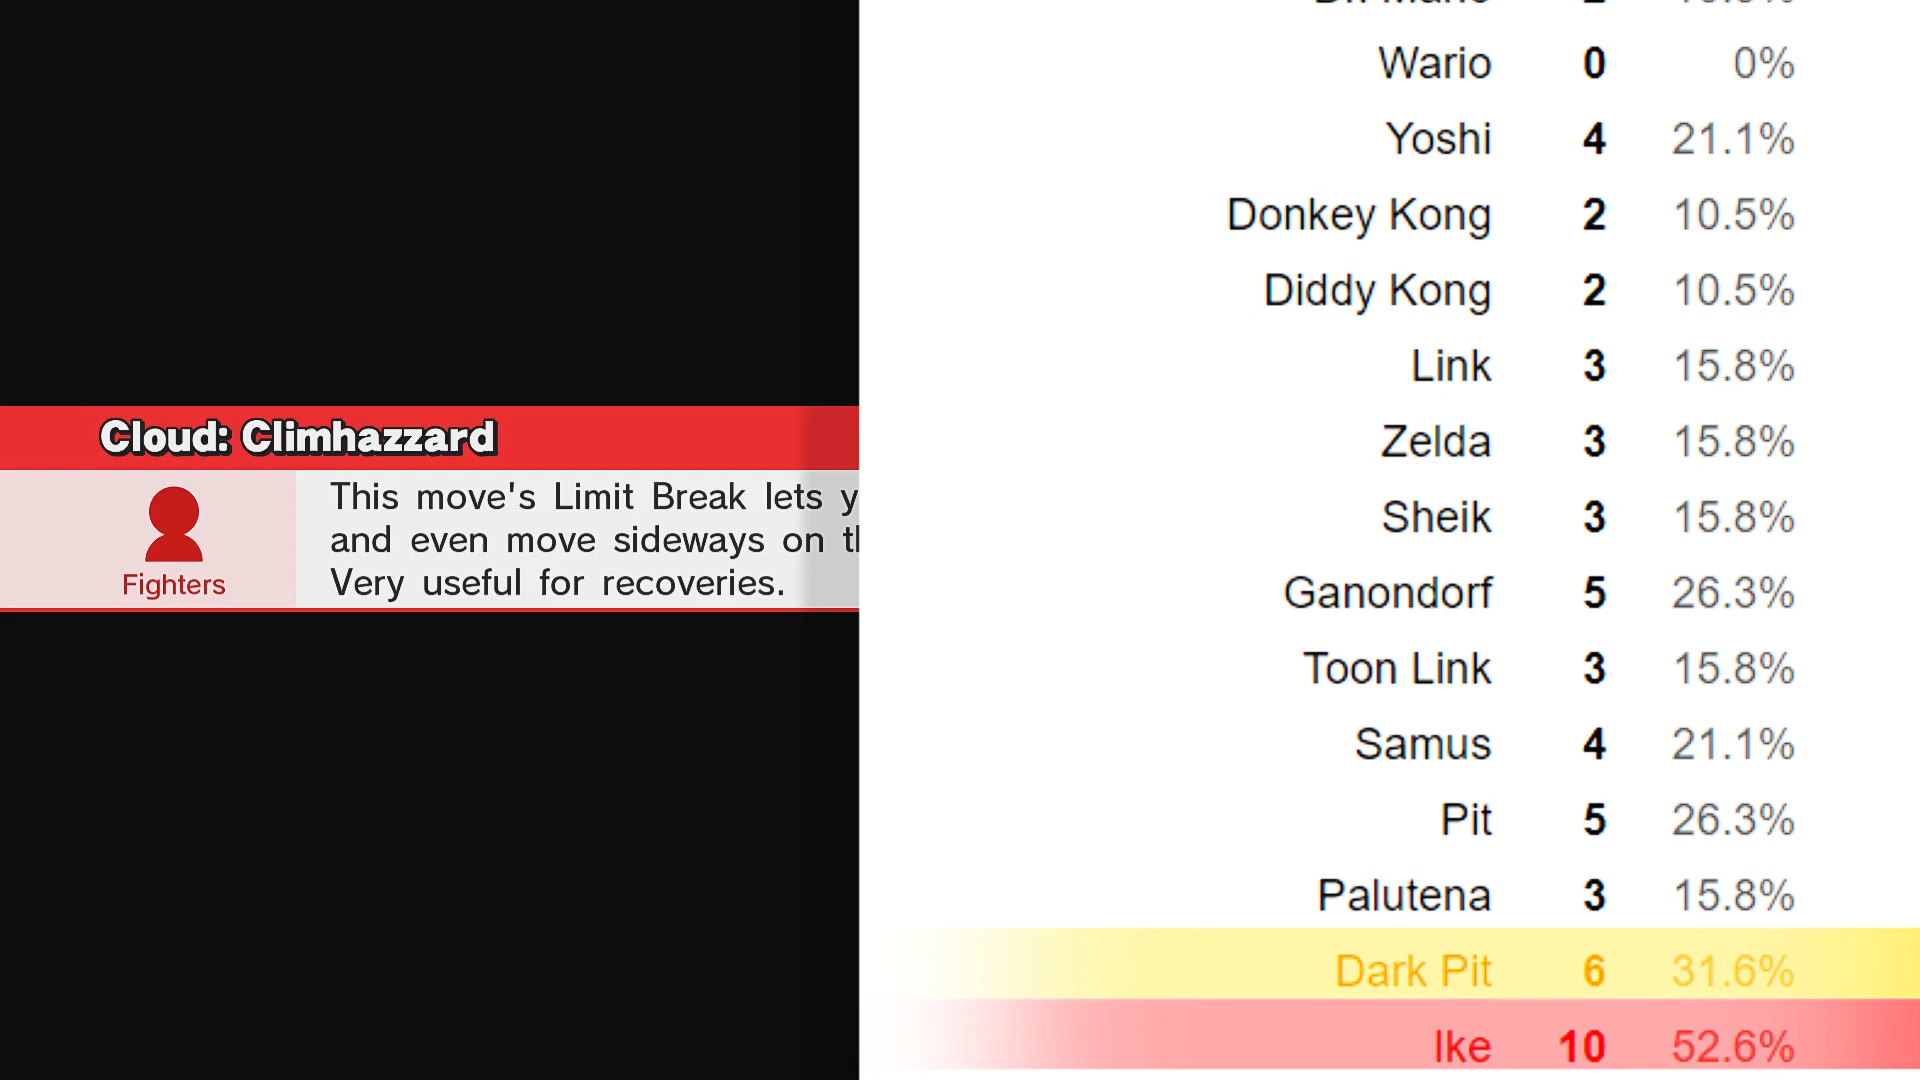 Cloud: Climhazzard
Fighters
This move's Limit Break lets
and even move sideways on
Very useful for recoveries.
Wario 0 0%
Yoshi 4 21.1%
Donkey Kong 2 10.5%
Diddy Kong 2 10.5%
Link 3 15.8%
Zelda 3 15.8%
Sheik 3 15.8%
Ganondorf 5 26.3%
Toon Link 3 15.8%
Samus 4 21.1%
Pit 5 26.3%
Palutena 3 15.8%
Dark Pit 6 31.6%
Ike 10 52.6%